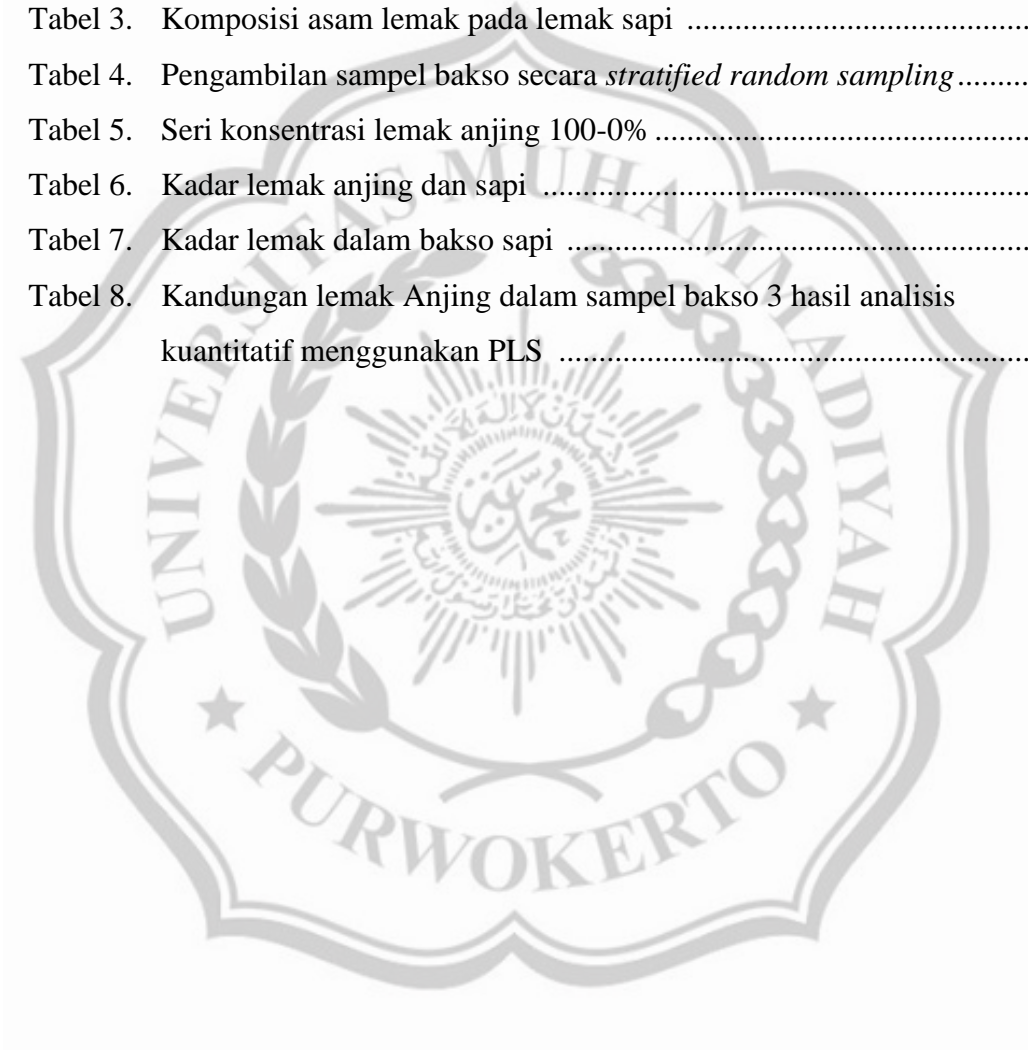 Tabel 3. Komposisi asam lemak pada lemak sapi ..........................................
Tabel 4. Pengambilan sampel bakso secara stratified random sampling .........
Tabel 5. Seri konsentrasi lemak anjing 100-0% ..............................................
Tabel 6. Kadar lemak anjing dan sapi ............................................................
Tabel 7. Kadar lemak dalam bakso sapi .........................................................
Tabel 8. Kandungan lemak Anjing dalam sampel bakso 3 hasil analisis
kuantitatif menggunakan PLS ..........................................................
UNIVERSITAS MUHAMMADIYAH
PURWOKERTO